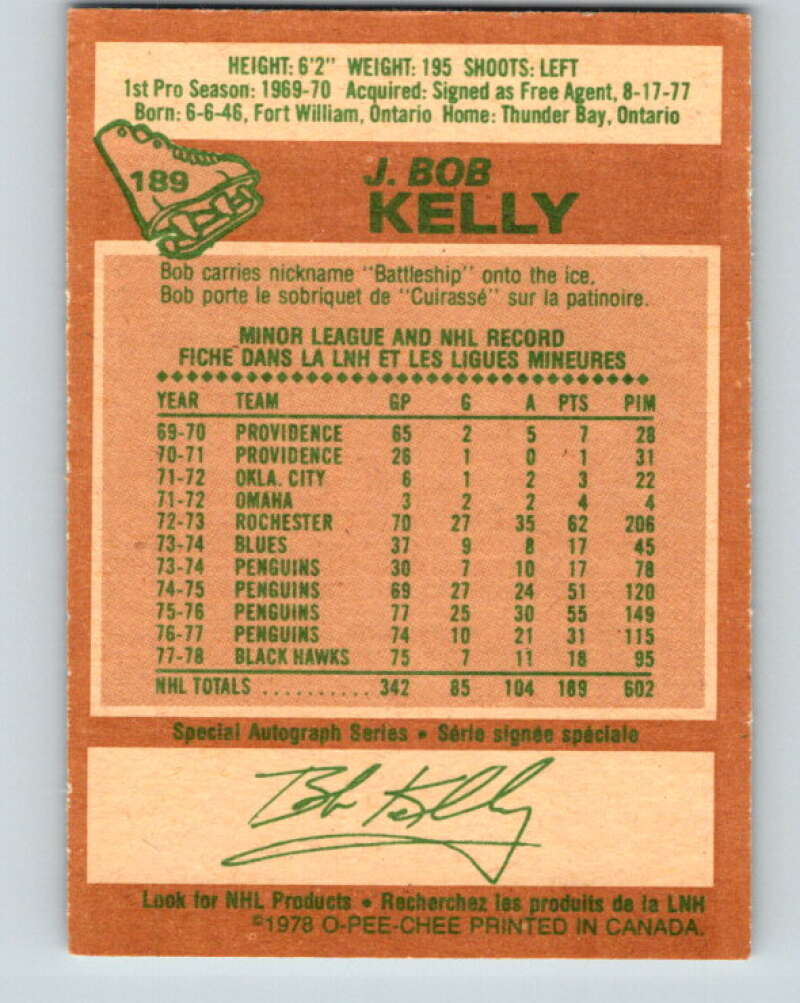 HEIGHT: 6'2" WEIGHT: 195 SHOOTS: LEFT
1st Pro Season: 1969-70 Acquired: Signed as Free Agent, 8-17-77
Born: 6-6-46, Fort William, Ontario Home: Thunder Bay, Ontario
189
J. BOB
KELLY
Bob carries nickname "Battleship" onto the ice.
Bob porte le sobriquet de "Cuirassé" sur la patinoire.
MINOR LEAGUE AND NHL RECORD
FICHE DANS LA LNH ET LES LIGUES MINEURES
YEAR TEAM GP G A PTS PIM
69-70 PROVIDENCE 65 2 5 7 28
70-71 PROVIDENCE 26 1 0 1 31
71-72 OKLA. CITY 6 1 2 3 22
71-72 OMAHA 3 2 2 4 4
72-73 ROCHESTER 70 27 35 62 206
73-74 BLUES 37 9 8 17 45
73-74 PENGUINS 30 7 10 17 78
74-75 PENGUINS 69 27 24 51 120
75-76 PENGUINS 77 25 30 55 149
76-77 PENGUINS 74 10 21 31 115
77-78 BLACK HAWKS 75 7 11 18 95
NHL TOTALS .......... 342 85 104 189 602
Special Autograph Series • Série signée spéciale
Bob Kelly
Look for NHL Products • Recherchez les produits de la LNH
©1978 O-PEE-CHEE PRINTED IN CANADA.